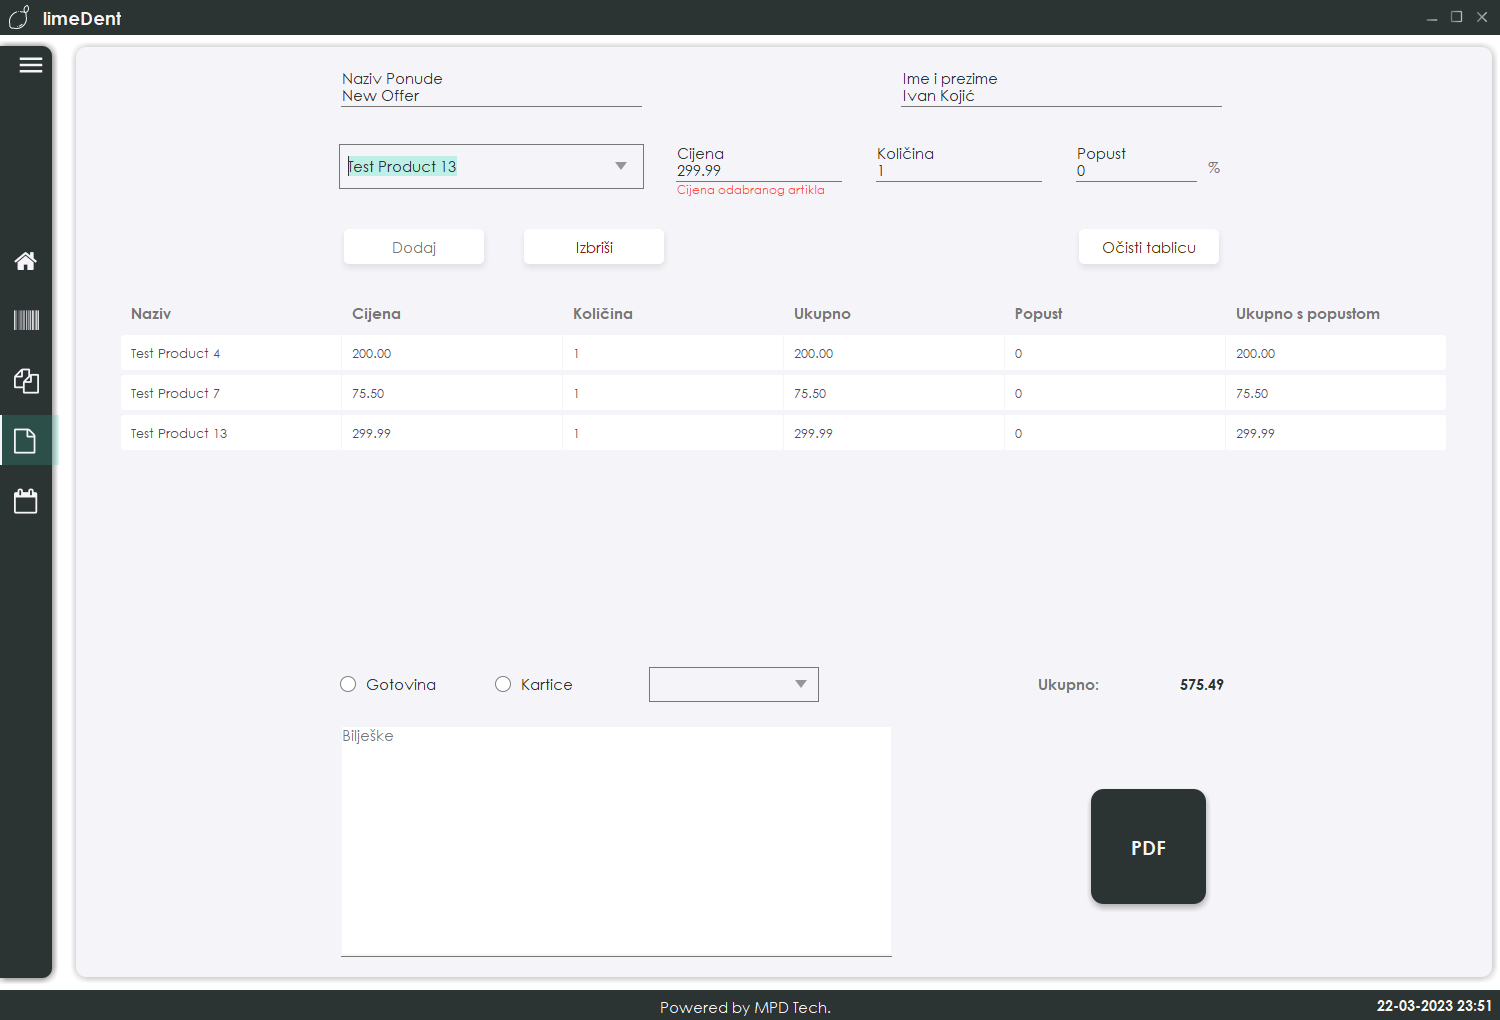 limeDent
Naziv Ponude
New Offer
Ime i prezime
Ivan Kojić
Test Product 13
Cijena
299.99
Cijena odabranog artikla
Količina
1
Popust
0
%
Dodaj
Izbriši
Očisti tablicu
Naziv Cijena Količina Ukupno Popust Ukupno s popustom
Test Product 4 200.00 1 200.00 0 200.00
Test Product 7 75.50 1 75.50 0 75.50
Test Product 13 299.99 1 299.99 0 299.99
Gotovina
Kartice
Ukupno: 575.49
Bilješke
PDF
Powered by MPD Tech.
22-03-2023 23:51